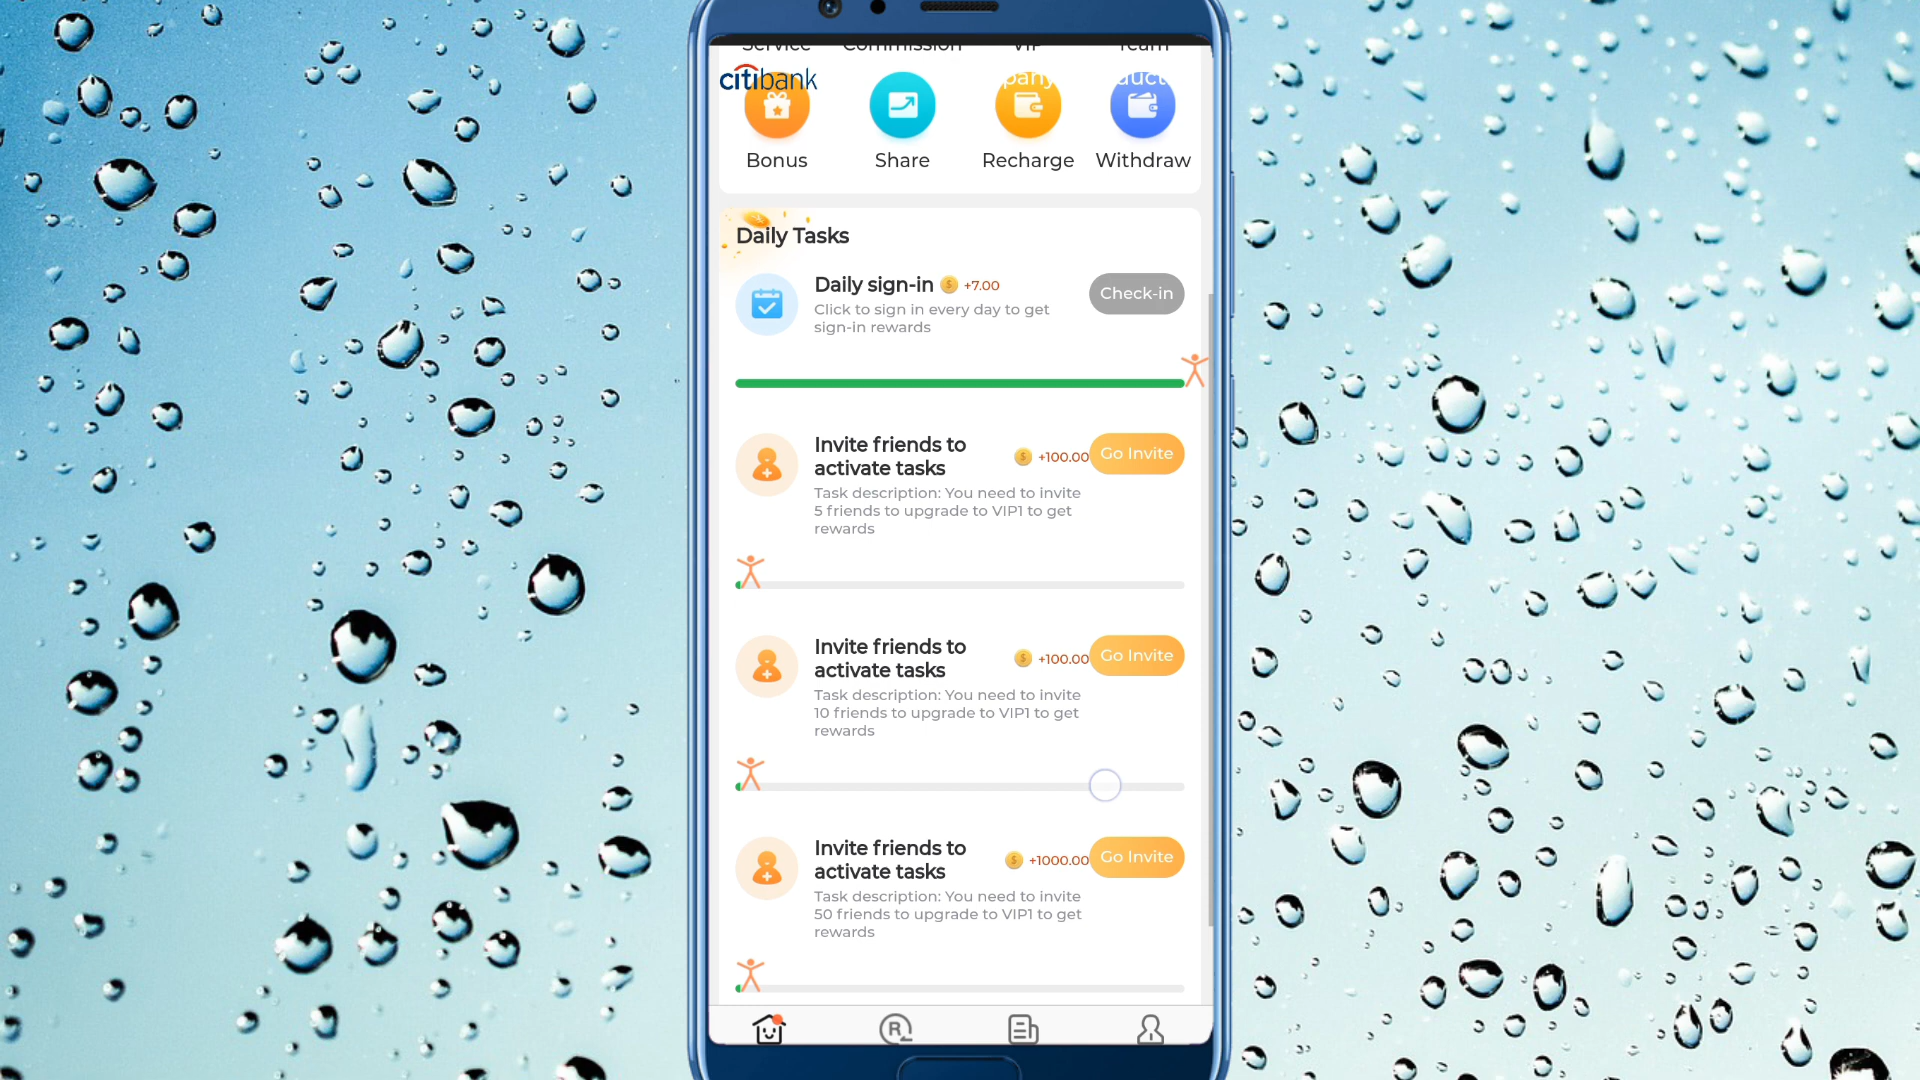 Service Commission VIP Team
citibank
pany
duct
Bonus Share Recharge Withdraw
Daily Tasks
Daily sign-in +7.00
Check-in
Click to sign in every day to get
sign-in rewards
Invite friends to
activate tasks
+100.00
Go Invite
Task description: You need to invite
5 friends to upgrade to VIP1 to get
rewards
Invite friends to
activate tasks
+100.00
Go Invite
Task description: You need to invite
10 friends to upgrade to VIP1 to get
rewards
Invite friends to
activate tasks
+1000.00
Go Invite
Task description: You need to invite
50 friends to upgrade to VIP1 to get
rewards
R